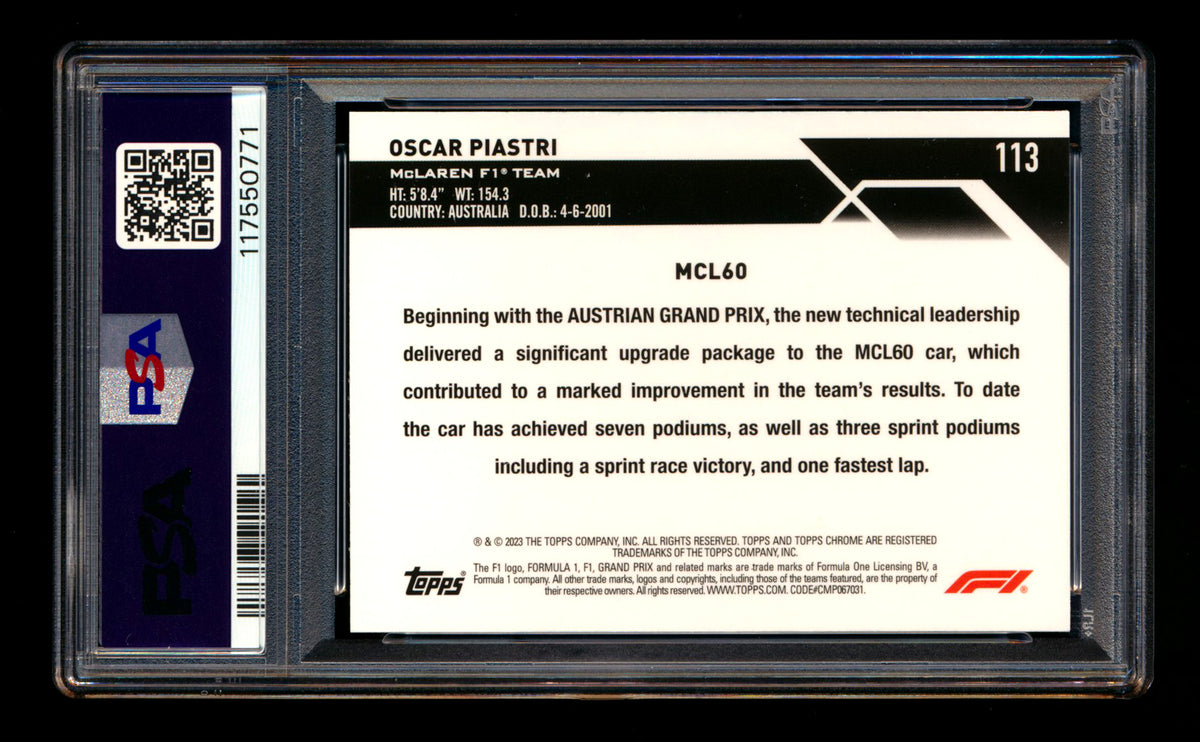 117550771
PSA
PSA
OSCAR PIASTRI
113
McLAREN F1® TEAM
HT: 5'8.4" WT: 154.3
COUNTRY: AUSTRALIA D.O.B.: 4-6-2001
MCL60
Beginning with the AUSTRIAN GRAND PRIX, the new technical leadership
delivered a significant upgrade package to the MCL60 car, which
contributed to a marked improvement in the team's results. To date
the car has achieved seven podiums, as well as three sprint podiums
including a sprint race victory, and one fastest lap.
® & © 2023 THE TOPPS COMPANY, INC. ALL RIGHTS RESERVED. TOPPS AND TOPPS CHROME ARE REGISTERED
TRADEMARKS OF THE TOPPS COMPANY, INC.
The F1 logo, FORMULA 1, F1, GRAND PRIX and related marks are trade marks of Formula One Licensing BV, a
Formula 1 company. All other trade marks, logos and copyrights, including those of the teams featured, are the property of
their respective owners. All rights reserved. WWW.TOPPS.COM. CODE#CMP067031.
Topps®
F1®
PSA